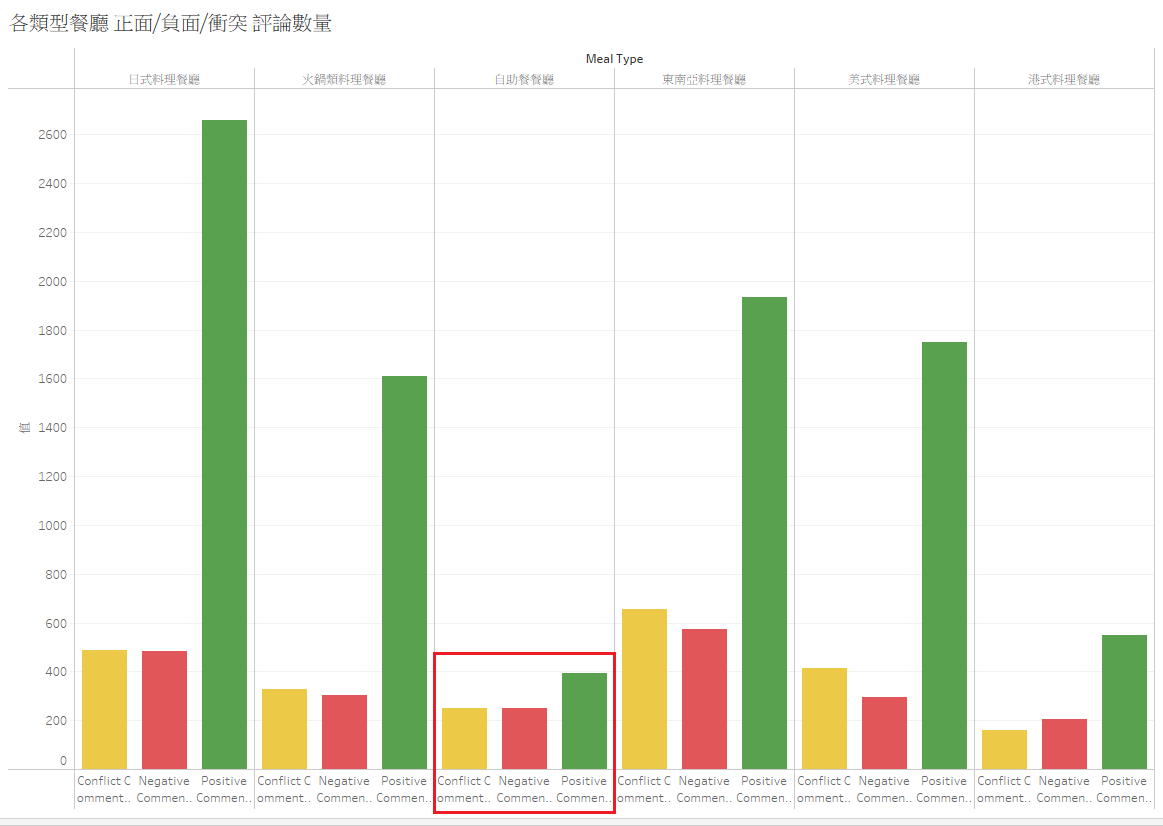 各類型餐廳 正面/負面/衝突 評論數量
Meal Type
日式料理餐廳 火鍋類料理餐廳 自助餐餐廳 東南亞料理餐廳 美式料理餐廳 港式料理餐廳
2600
2400
2200
2000
1800
1600
值 1400
1200
1000
800
600
400
200
0
Conflict C Negative Positive Conflict C Negative Positive Conflict C Negative Positive Conflict C Negative Positive Conflict C Negative Positive Conflict C Negative Positive
omment.. Commen.. Commen.. omment.. Commen.. Commen.. omment.. Commen.. Commen.. omment.. Commen.. Commen.. omment.. Commen.. Commen.. omment.. Commen.. Commen..